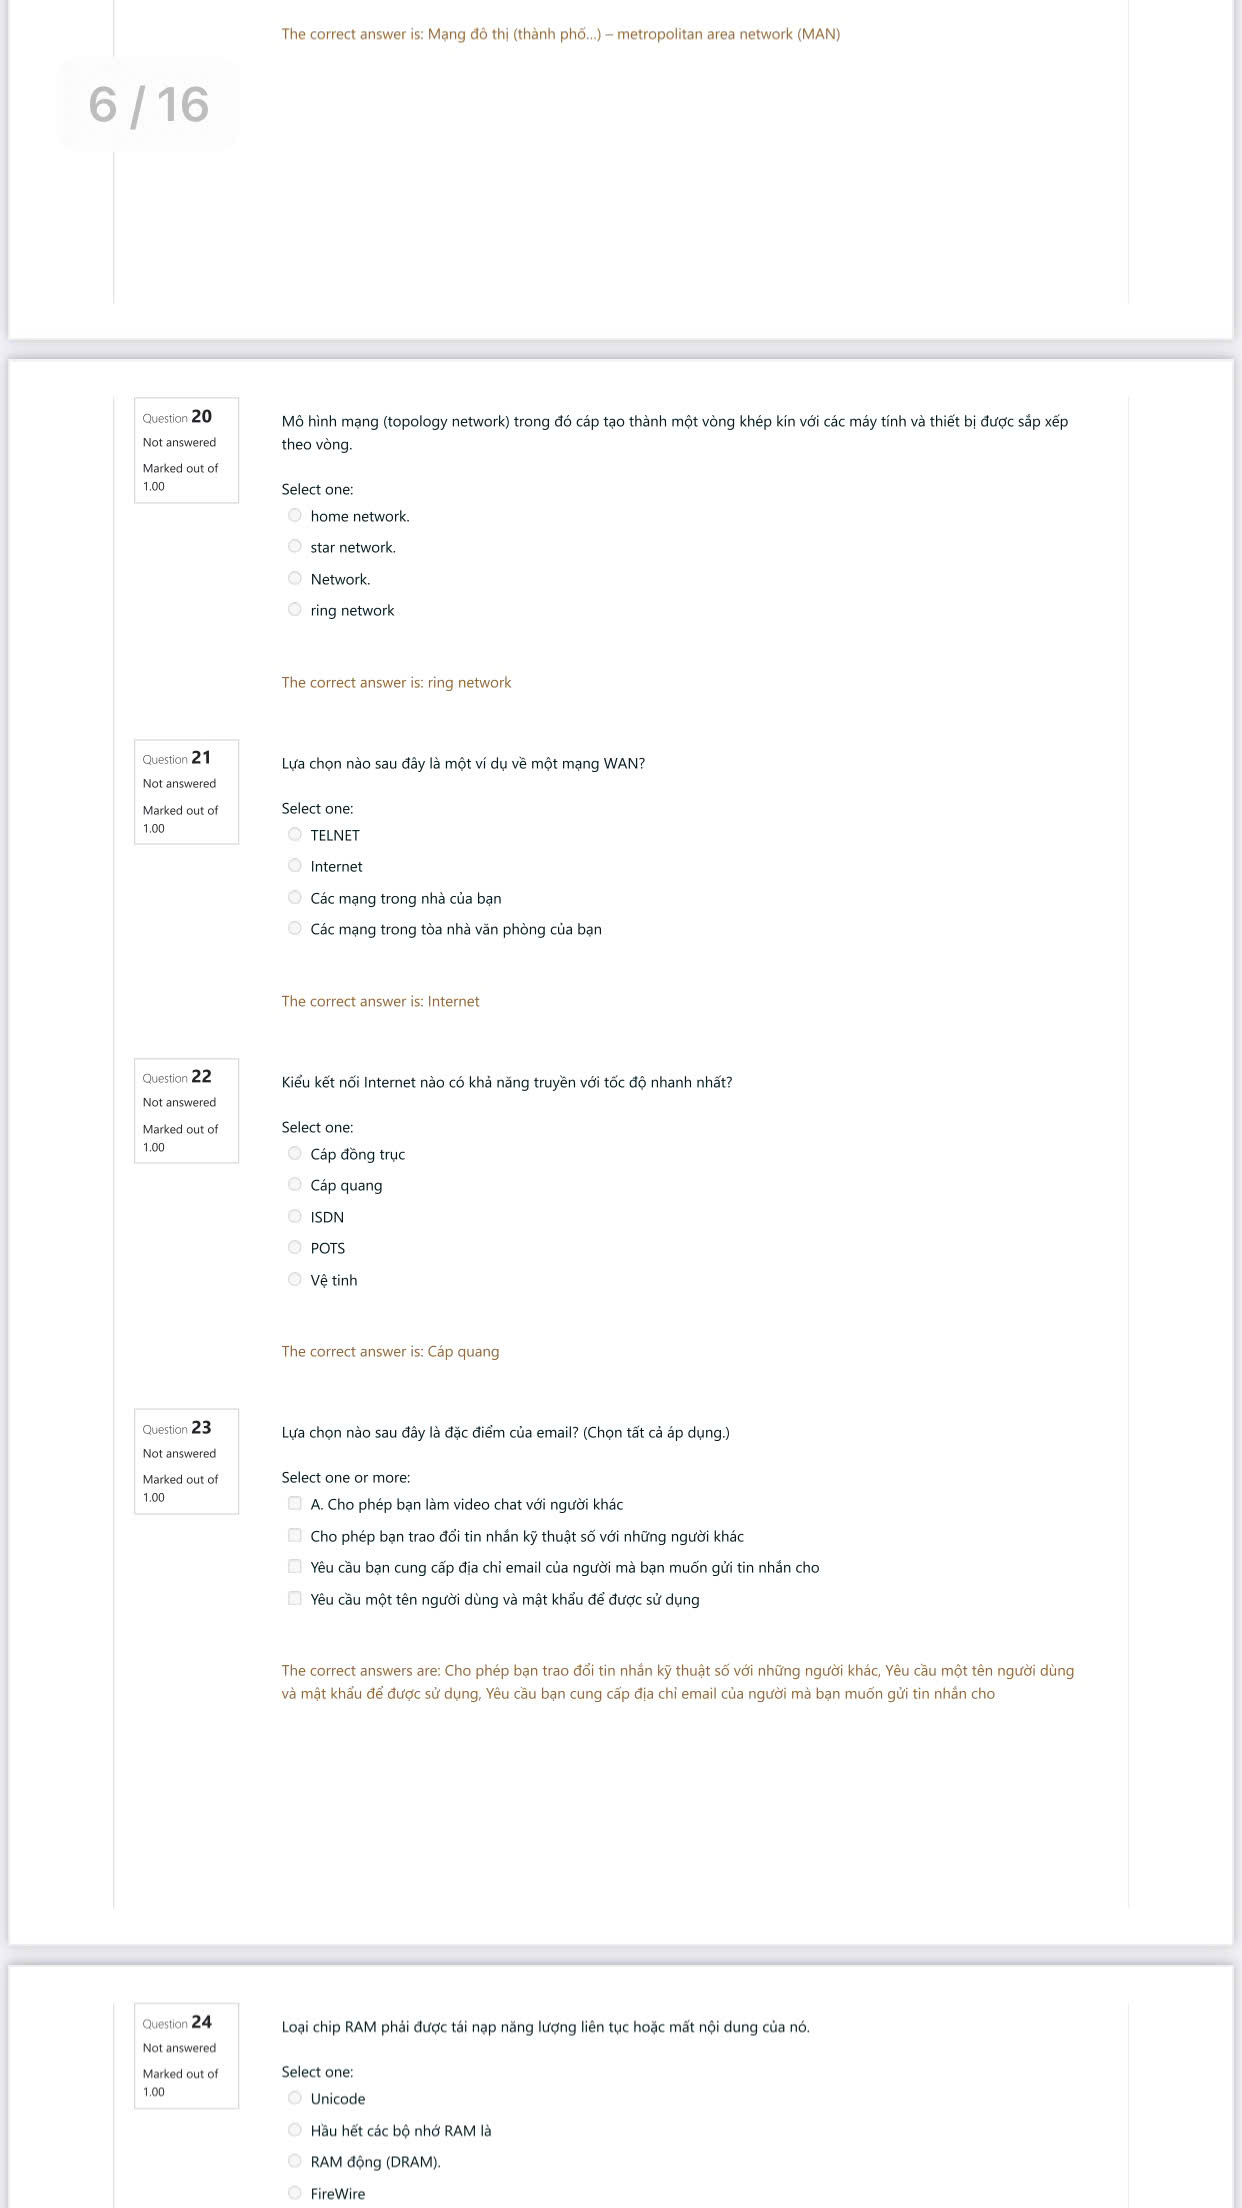 The correct answer is: Mạng đô thị (thành phố...) – metropolitan area network (MAN)
6 / 16
Question 20
Not answered
Marked out of
1.00
Mô hình mạng (topology network) trong đó cáp tạo thành một vòng khép kín với các máy tính và thiết bị được sắp xếp
theo vòng.
Select one:
home network.
star network.
Network.
ring network
The correct answer is: ring network
Question 21
Not answered
Marked out of
1.00
Lựa chọn nào sau đây là một ví dụ về một mạng WAN?
Select one:
TELNET
Internet
Các mạng trong nhà của bạn
Các mạng trong tòa nhà văn phòng của bạn
The correct answer is: Internet
Question 22
Not answered
Marked out of
1.00
Kiểu kết nối Internet nào có khả năng truyền với tốc độ nhanh nhất?
Select one:
Cáp đồng trục
Cáp quang
ISDN
POTS
Vệ tinh
The correct answer is: Cáp quang
Question 23
Not answered
Marked out of
1.00
Lựa chọn nào sau đây là đặc điểm của email? (Chọn tất cả áp dụng.)
Select one or more:
A. Cho phép bạn làm video chat với người khác
Cho phép bạn trao đổi tin nhắn kỹ thuật số với những người khác
Yêu cầu bạn cung cấp địa chỉ email của người mà bạn muốn gửi tin nhắn cho
Yêu cầu một tên người dùng và mật khẩu để được sử dụng
The correct answers are: Cho phép bạn trao đổi tin nhắn kỹ thuật số với những người khác, Yêu cầu một tên người dùng
và mật khẩu để được sử dụng, Yêu cầu bạn cung cấp địa chỉ email của người mà bạn muốn gửi tin nhắn cho
Question 24
Not answered
Marked out of
1.00
Loại chip RAM phải được tái nạp năng lượng liên tục hoặc mất nội dung của nó.
Select one:
Unicode
Hầu hết các bộ nhớ RAM là
RAM động (DRAM).
FireWire